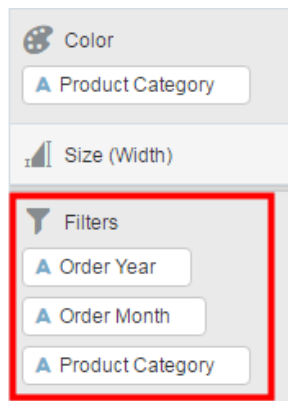 Color
A Product Category
Size (Width)
Filters
A Order Year
A Order Month
A Product Category